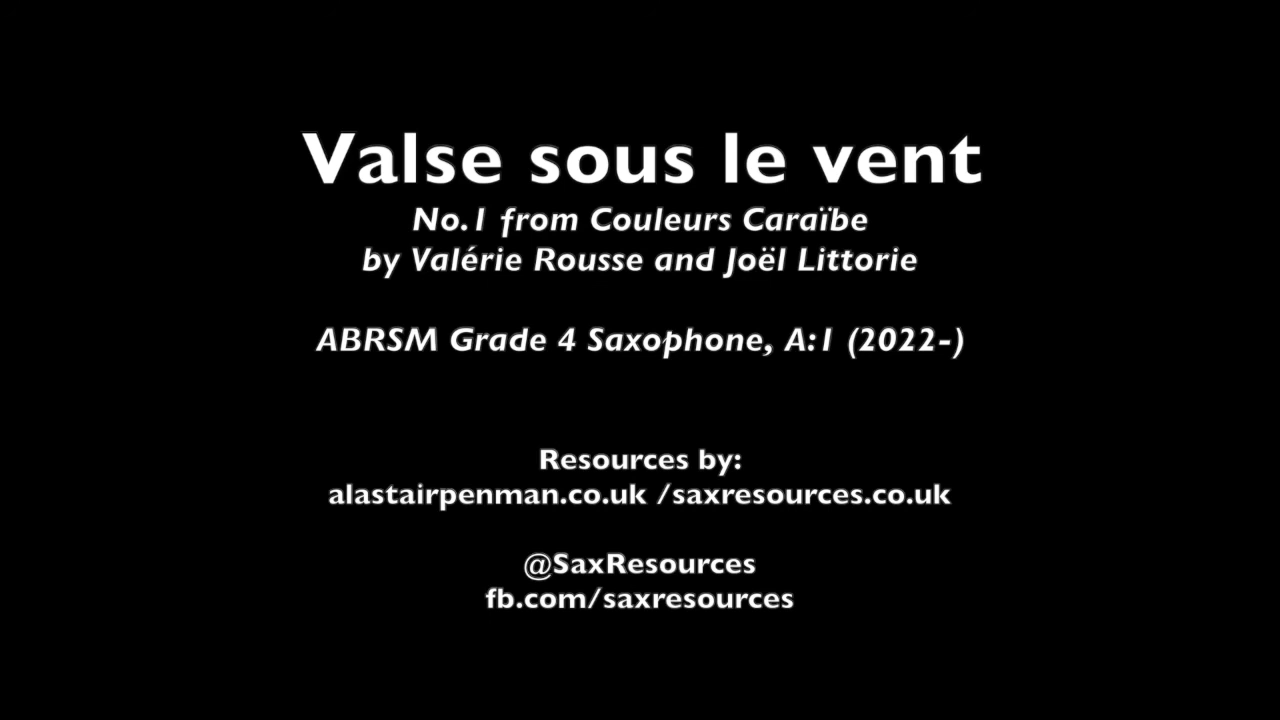 Valse sous le vent
No.1 from Couleurs Caraïbe
by Valérie Rousse and Joël Littorie
ABRSM Grade 4 Saxophone, A:1 (2022-)
Resources by:
alastairpenman.co.uk /saxresources.co.uk
@SaxResources
fb.com/saxresources